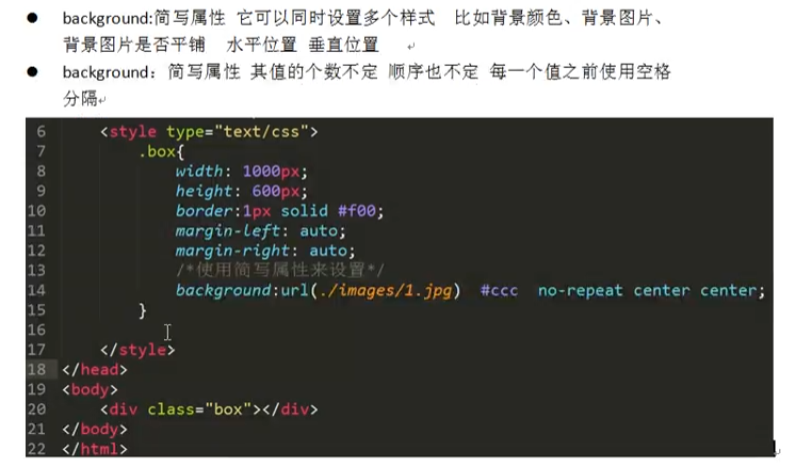 ● background:简写属性 它可以同时设置多个样式 比如背景颜色、背景图片、
背景图片是否平铺 水平位置 垂直位置
● background：简写属性 其值的个数不定 顺序也不定 每一个值之前使用空格
分隔
6 <style type="text/css">
7 .box{
8 width: 1000px;
9 height: 600px;
10 border:1px solid #f00;
11 margin-left: auto;
12 margin-right: auto;
13 /*使用简写属性来设置*/
14 background:url(./images/1.jpg) #ccc no-repeat center center;
15 }
16
17 </style>
18 </head>
19 <body>
20 <div class="box"></div>
21 </body>
22 </html>